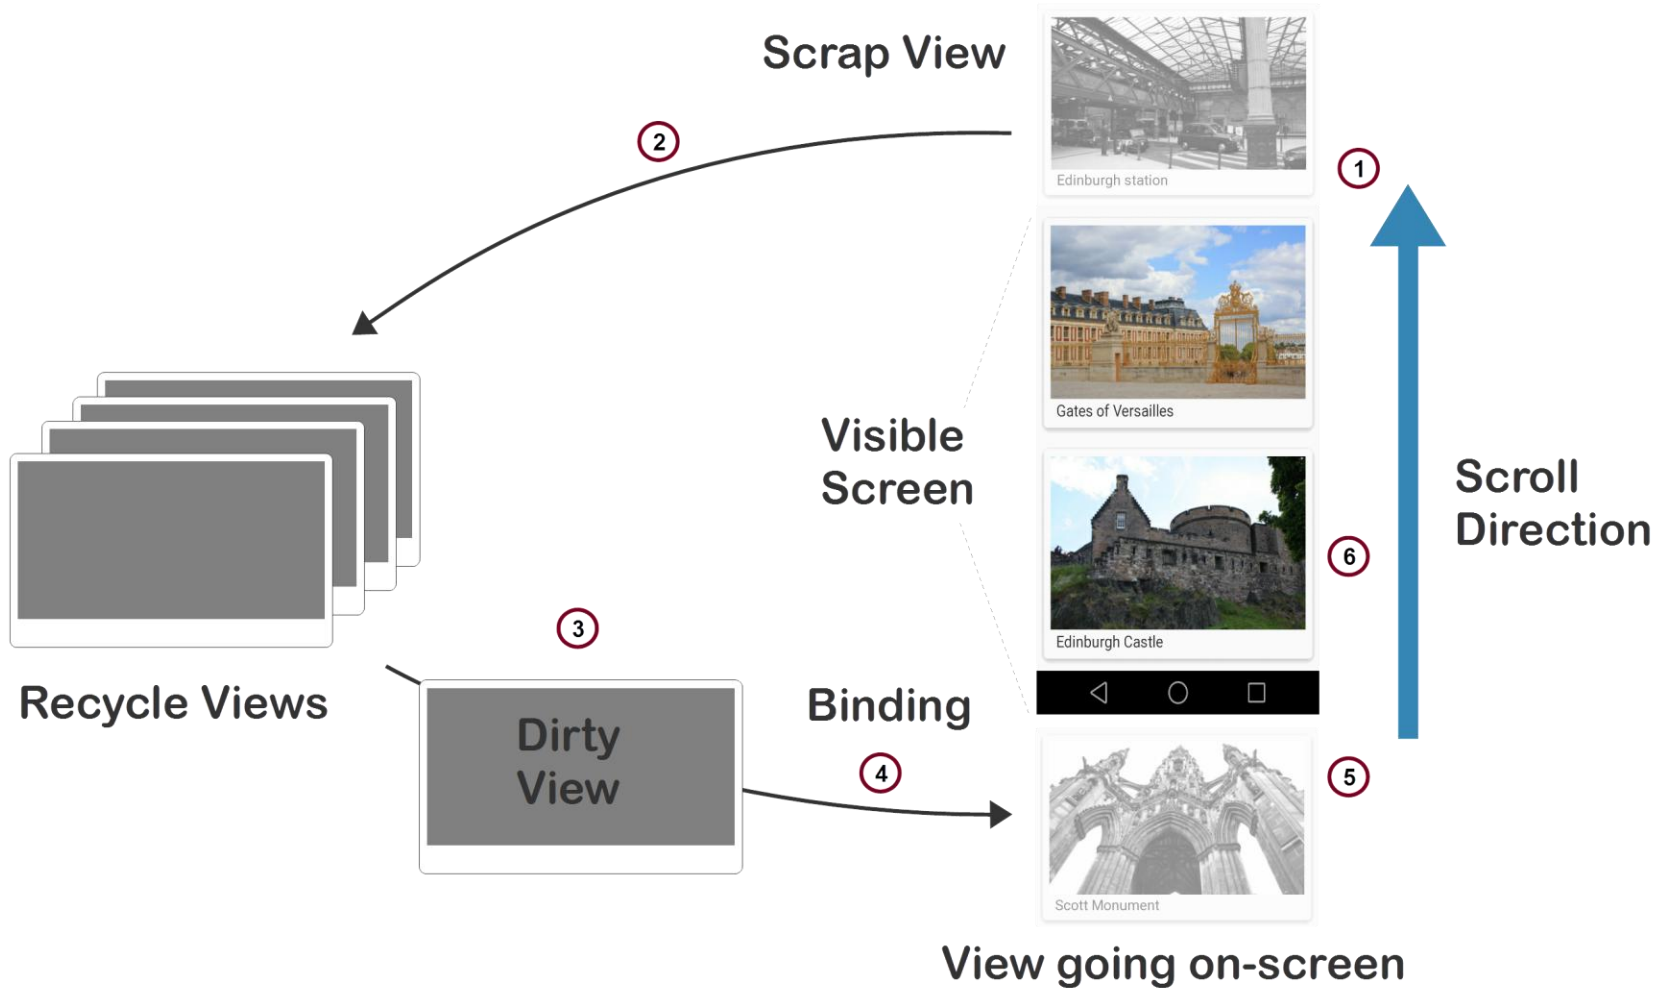 Scrap View
2
Edinburgh station
1
Gates of Versailles
Visible
Screen
Scroll
Direction
6
Edinburgh Castle
3
Recycle Views
Dirty
View
Binding
4
5
Scott Monument
View going on-screen